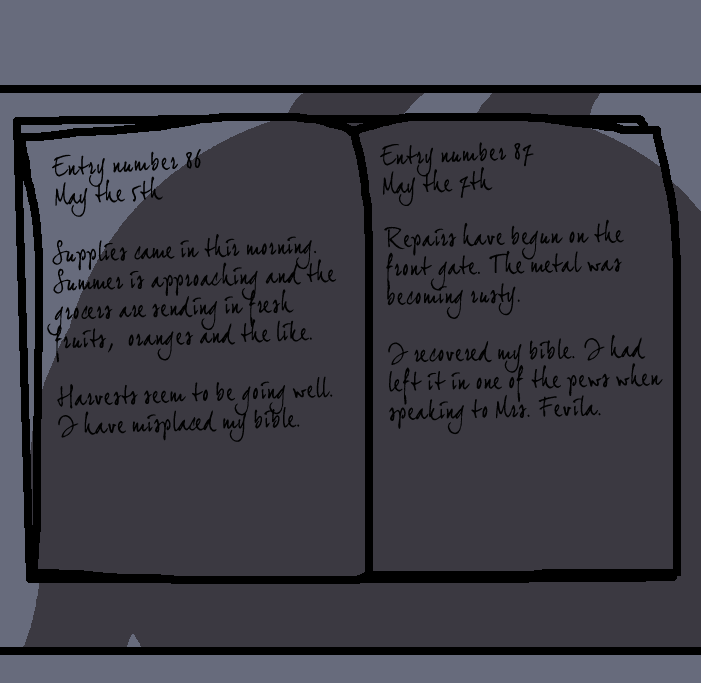 Entry number 86
May the 5th
Supplies came in this morning.
Summer is approaching and the
grocers are sending in fresh
fruits, oranges and the like.
Harvests seem to be going well.
I have misplaced my bible.
Entry number 87
May the 7th
Repairs have begun on the
front gate. The metal was
becoming rusty.
I recovered my bible. I had
left it in one of the pews when
speaking to Mrs. Fevila.